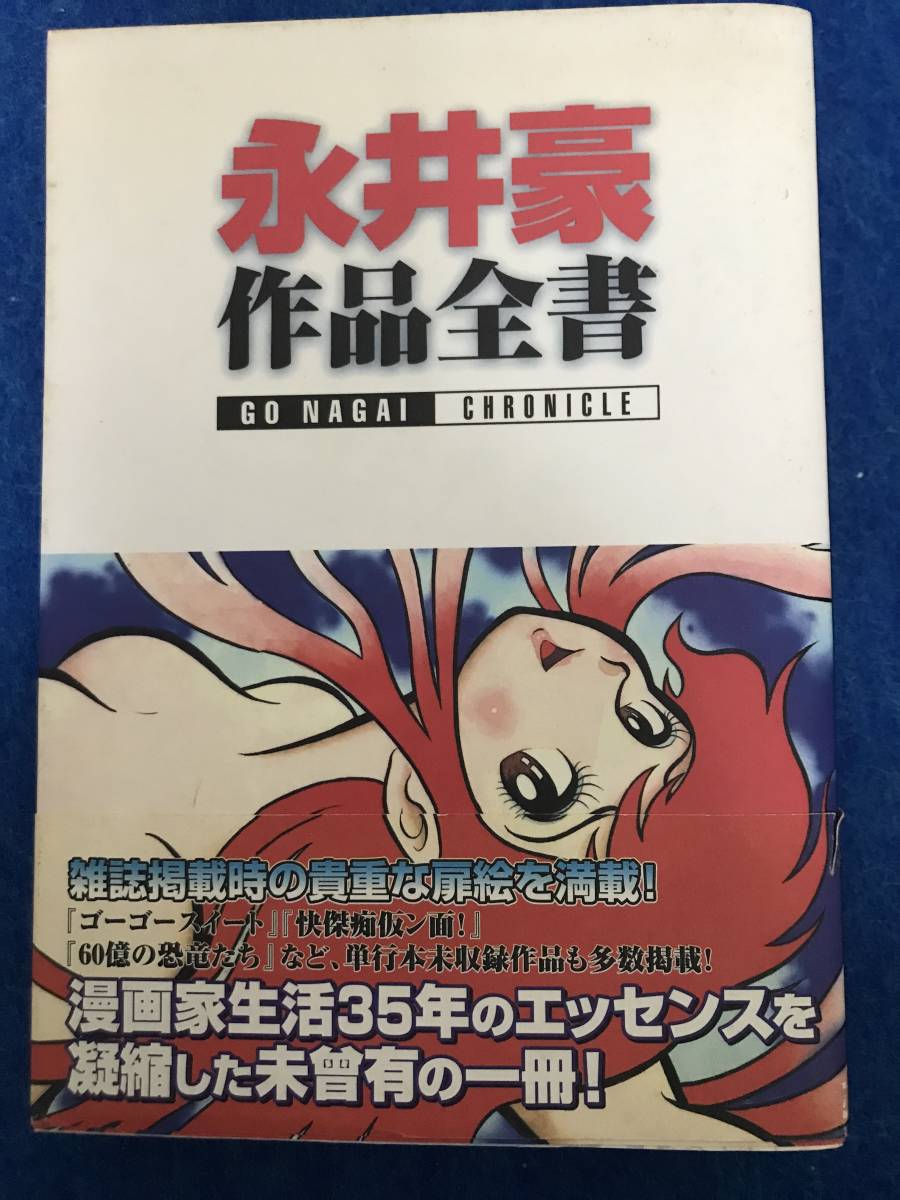 永井豪
作品全書
GO NAGAI CHRONICLE
雑誌掲載時の貴重な扉絵を満載!
『ゴーゴースイート』『快傑痴仮ン面!』
『60億の恐竜たち』など、単行本未収録作品も多数掲載!
漫画家生活35年のエッセンスを
凝縮した未曾有の一冊!